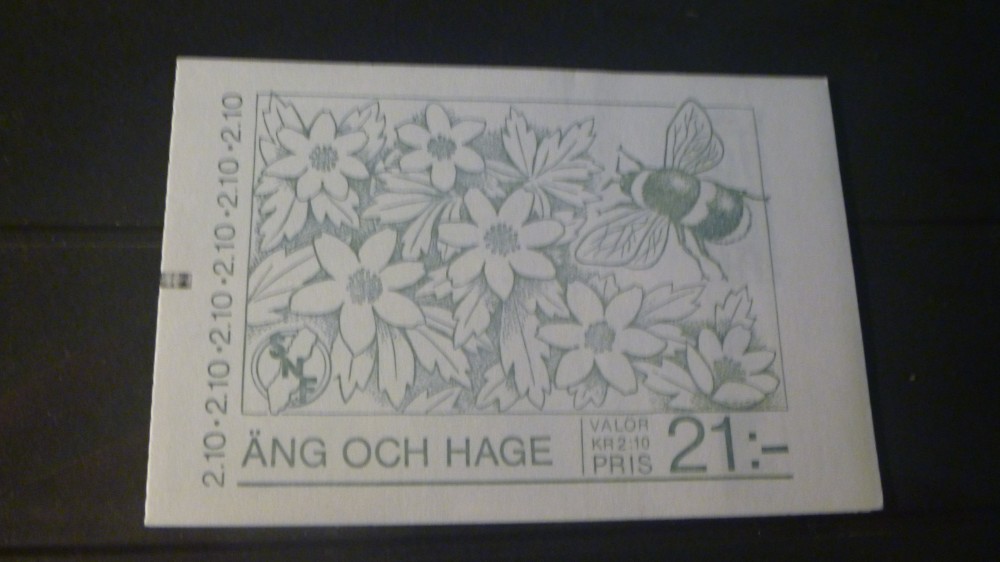 2.10•2.10•2.10•2.10•2.10•2.10
ÄNG OCH HAGE
VALÖR
KR 2:10
PRIS
21:-